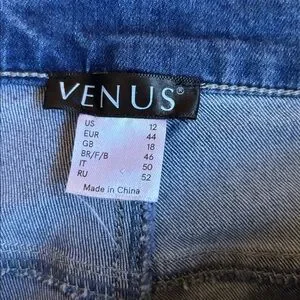 VENUS®
US 12
EUR 44
GB 18
BR/F/B 46
IT 50
RU 52
Made in China